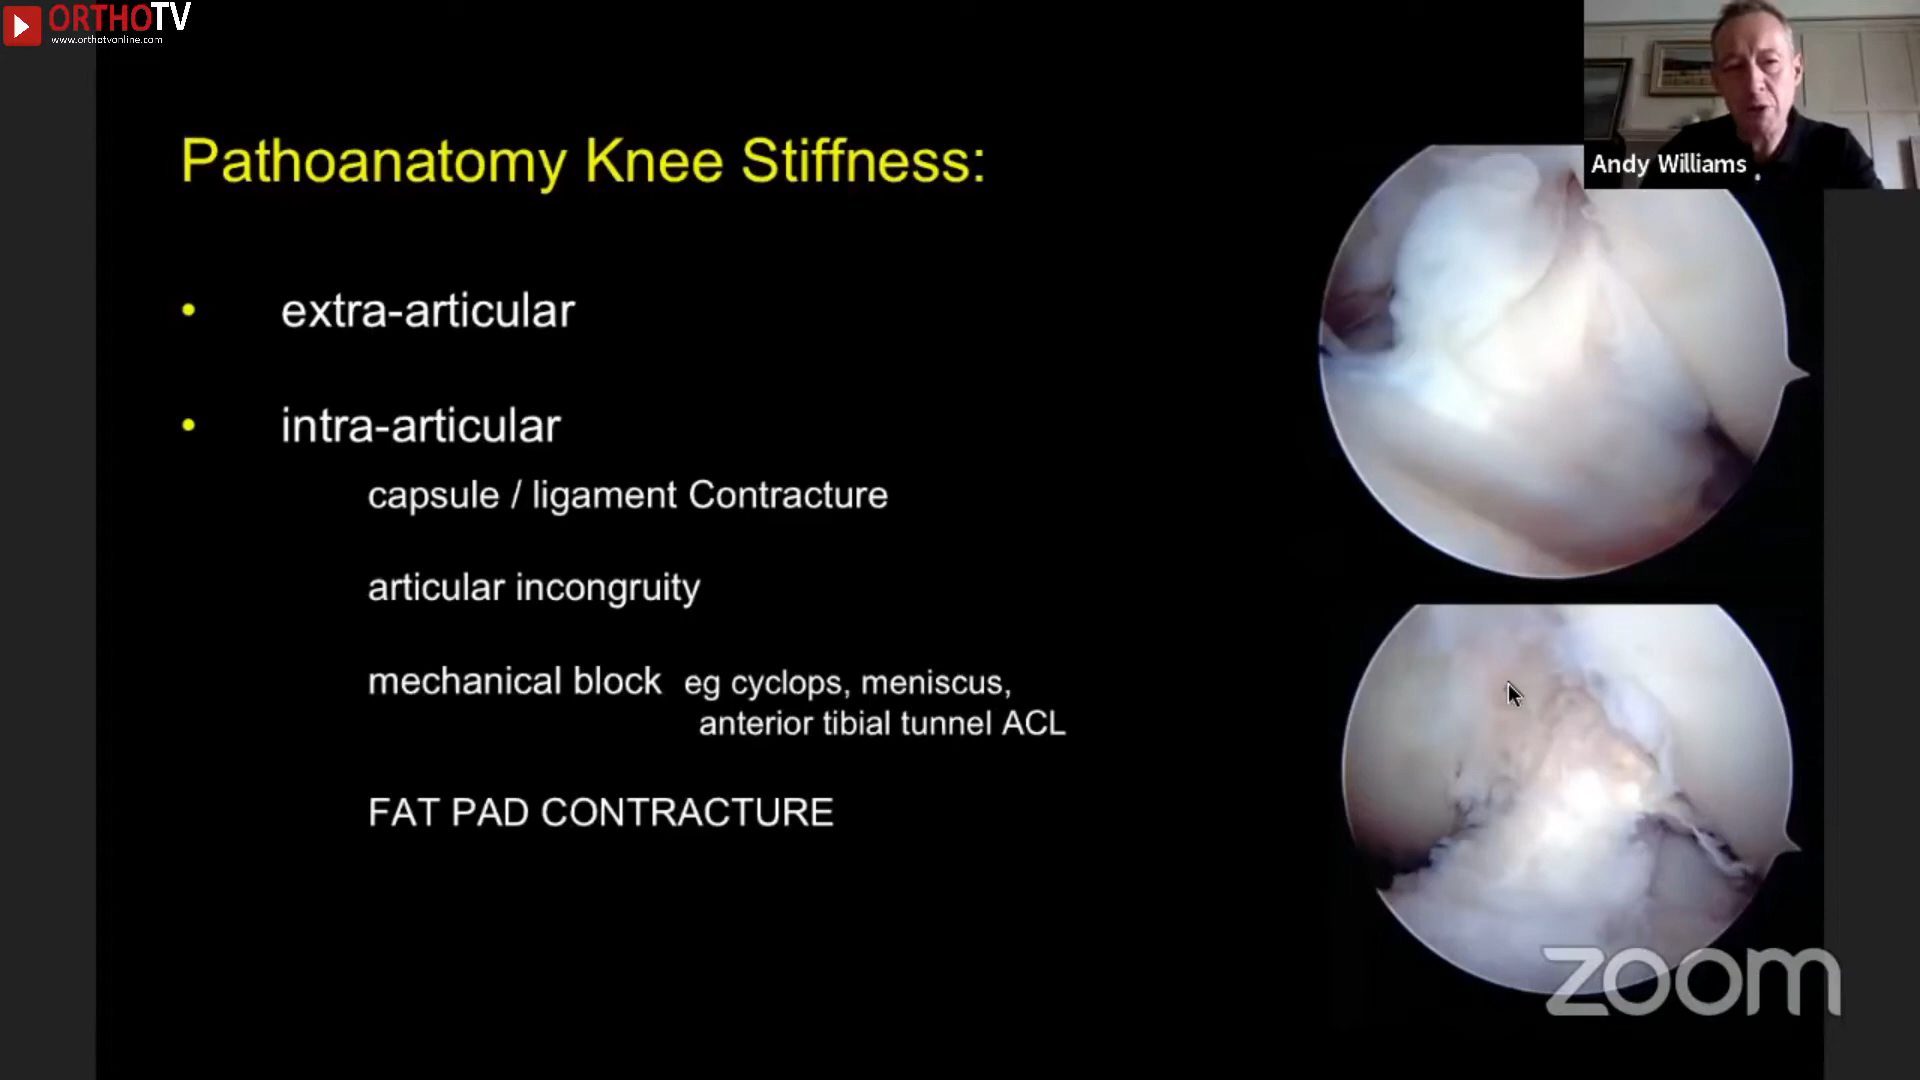 ORTHOTV
www.orthotvonline.com
Andy Williams
Pathoanatomy Knee Stiffness:
• extra-articular
• intra-articular
capsule / ligament Contracture
articular incongruity
mechanical block eg cyclops, meniscus,
anterior tibial tunnel ACL
FAT PAD CONTRACTURE
zoom